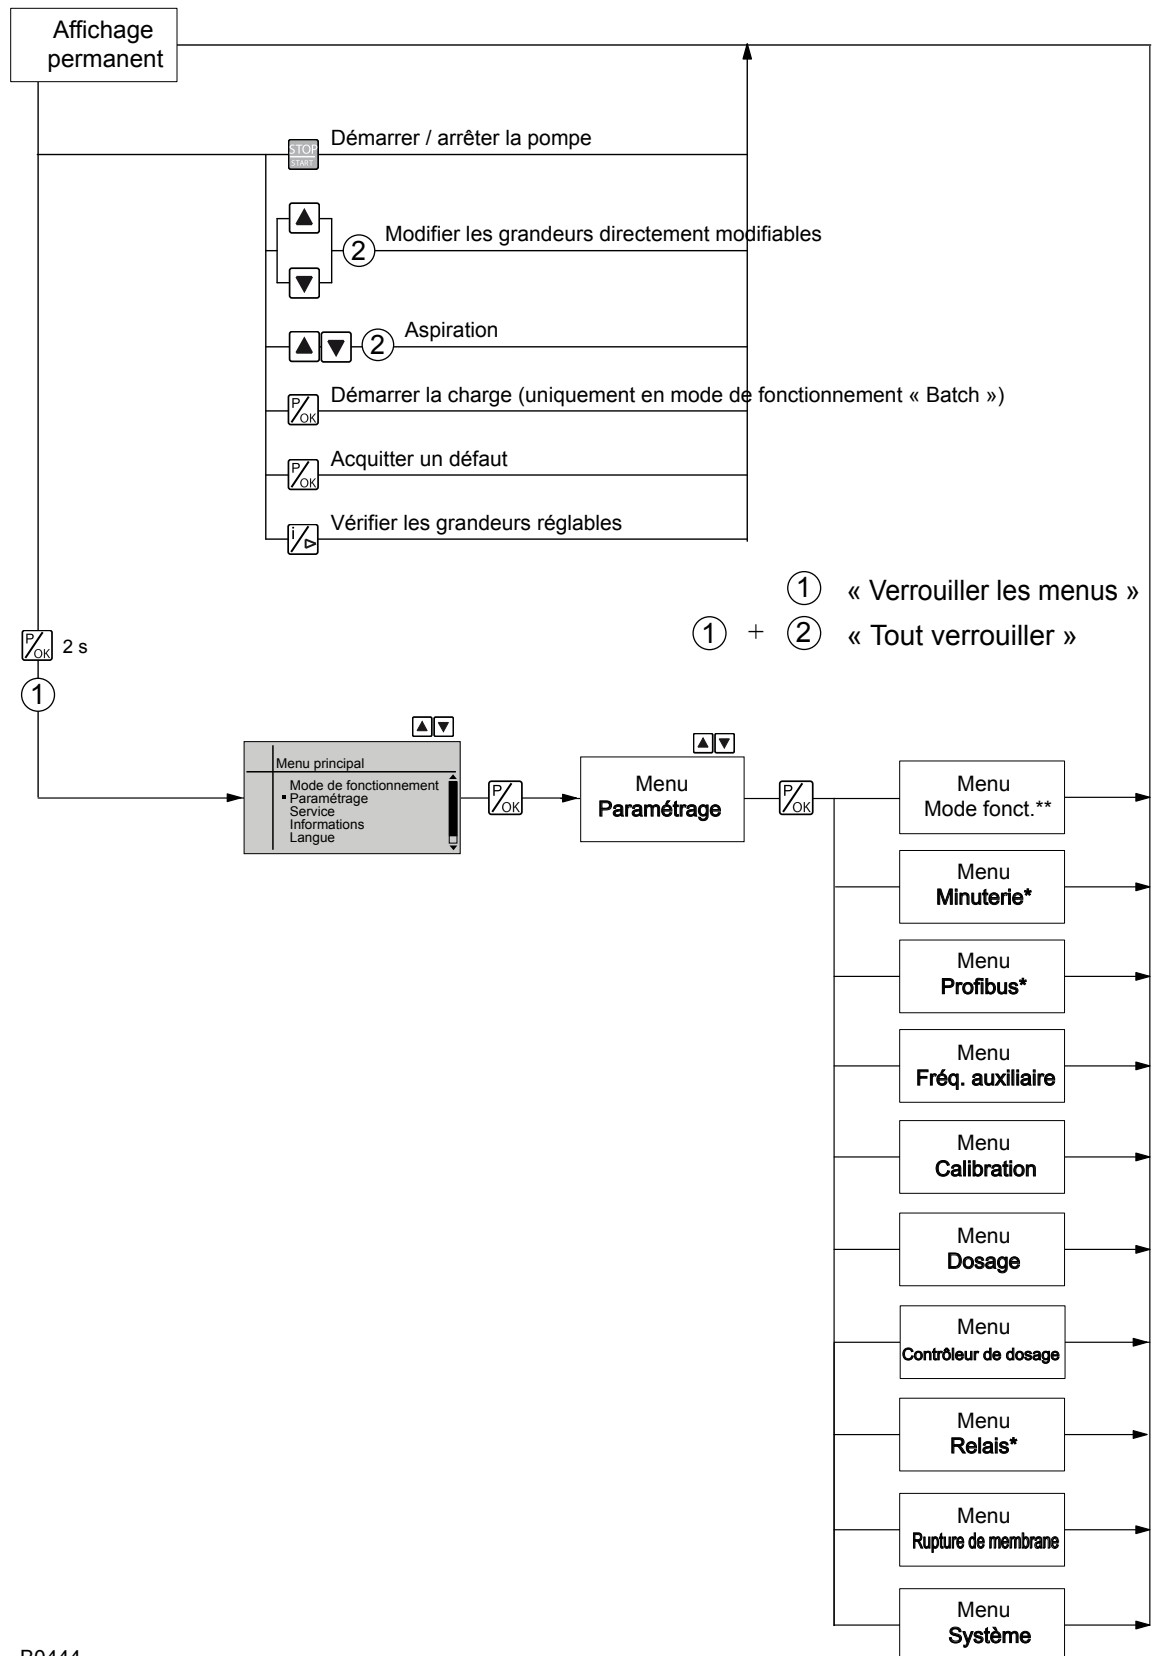 Affichage
permanent
STOP
START
Démarrer / arrêter la pompe
2
Modifier les grandeurs directement modifiables
2
Aspiration
P/OK
Démarrer la charge (uniquement en mode de fonctionnement « Batch »)
P/OK
Acquitter un défaut
i/
Vérifier les grandeurs réglables
1 « Verrouiller les menus »
1 + 2 « Tout verrouiller »
P/OK 2 s
1
Menu principal
Mode de fonctionnement
Paramétrage
Service
Informations
Langue
P/OK
Menu
Paramétrage
P/OK
Menu
Mode fonct.**
Menu
Minuterie*
Menu
Profibus*
Menu
Fréq. auxiliaire
Menu
Calibration
Menu
Dosage
Menu
Contrôleur de dosage
Menu
Relais*
Menu
Rupture de membrane
Menu
Système